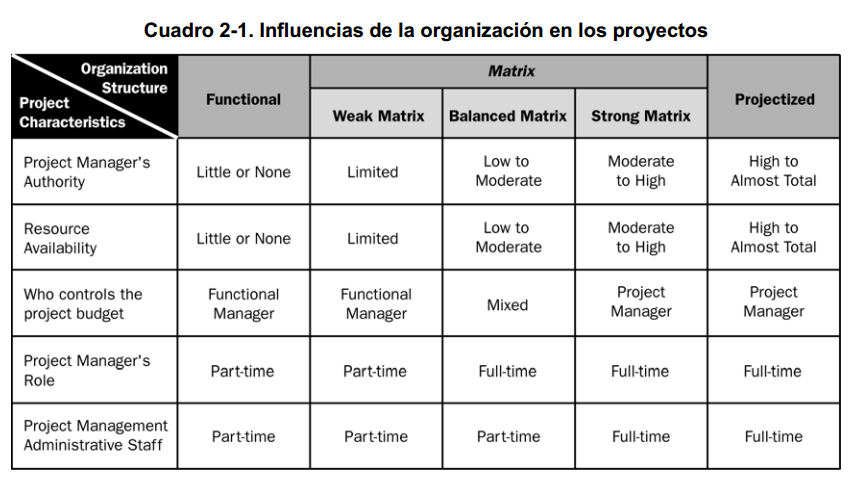 Cuadro 2-1. Influencias de la organización en los proyectos
Organization
Structure
Project
Characteristics
Functional
Matrix
Projectized
Weak Matrix
Balanced Matrix
Strong Matrix
Project Manager's
Authority
Little or None
Limited
Low to
Moderate
Moderate
to High
High to
Almost Total
Resource
Availability
Little or None
Limited
Low to
Moderate
Moderate
to High
High to
Almost Total
Who controls the
project budget
Functional
Manager
Functional
Manager
Mixed
Project
Manager
Project
Manager
Project Manager's
Role
Part-time
Part-time
Full-time
Full-time
Full-time
Project Management
Administrative Staff
Part-time
Part-time
Part-time
Full-time
Full-time